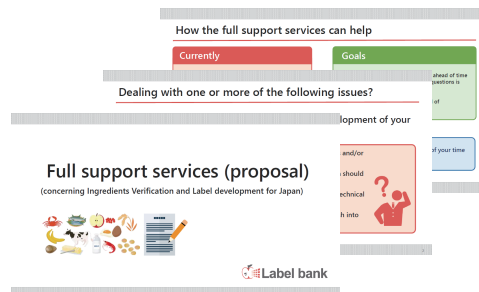 How the full support services can help
Currently
Goals
ahead of time
questions is
of
Dealing with one or more of the following issues?
lopment of your
and/or
should
technical
h into
of your time
Full support services (proposal)
(concerning Ingredients Verification and Label development for Japan)
Label bank